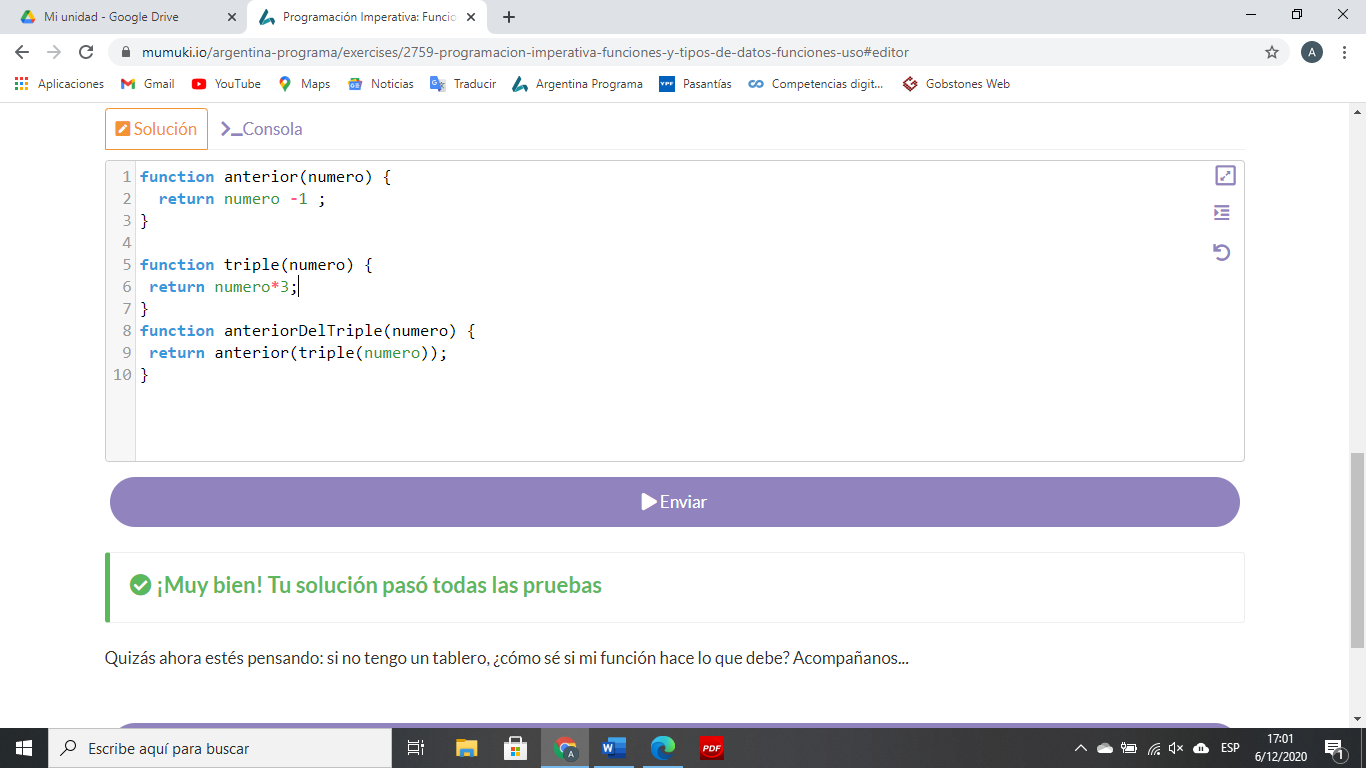 Mi unidad - Google Drive
Programación Imperativa: Funcio
mumuki.io/argentina-programa/exercises/2759-programacion-imperativa-funciones-y-tipos-de-datos-funciones-uso#editor
A
Aplicaciones
Gmail
YouTube
Maps
Noticias
Traducir
Argentina Programa
YPF
Pasantías
Competencias digit...
Gobstones Web
Solución
Consola
1 function anterior(numero) {
2   return numero -1 ;
3 }
4
5 function triple(numero) {
6  return numero*3;
7 }
8 function anteriorDelTriple(numero) {
9  return anterior(triple(numero));
10 }
Enviar
¡Muy bien! Tu solución pasó todas las pruebas
Quizás ahora estés pensando: si no tengo un tablero, ¿cómo sé si mi función hace lo que debe? Acompañanos...
Escribe aquí para buscar
A
W
PDF
ESP
17:01
6/12/2020
1